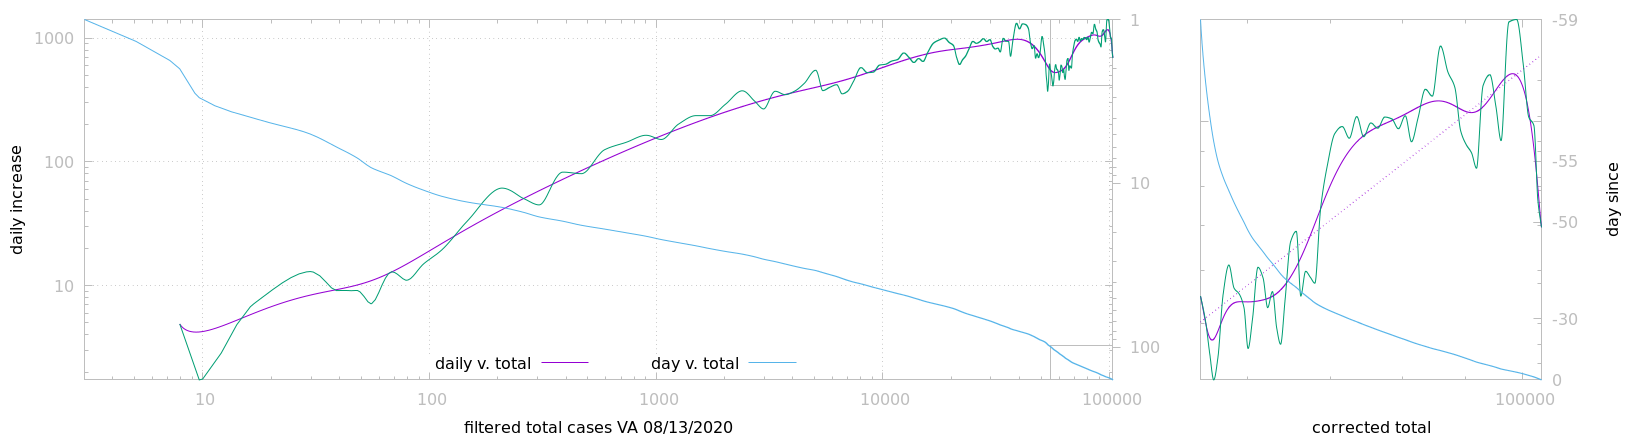 1000
100
10
daily increase
10
100
1000
10000
100000
filtered total cases VA 08/13/2020
daily v. total
day v. total
1
10
100
-59
-55
-50
-30
0
day since
100000
corrected total